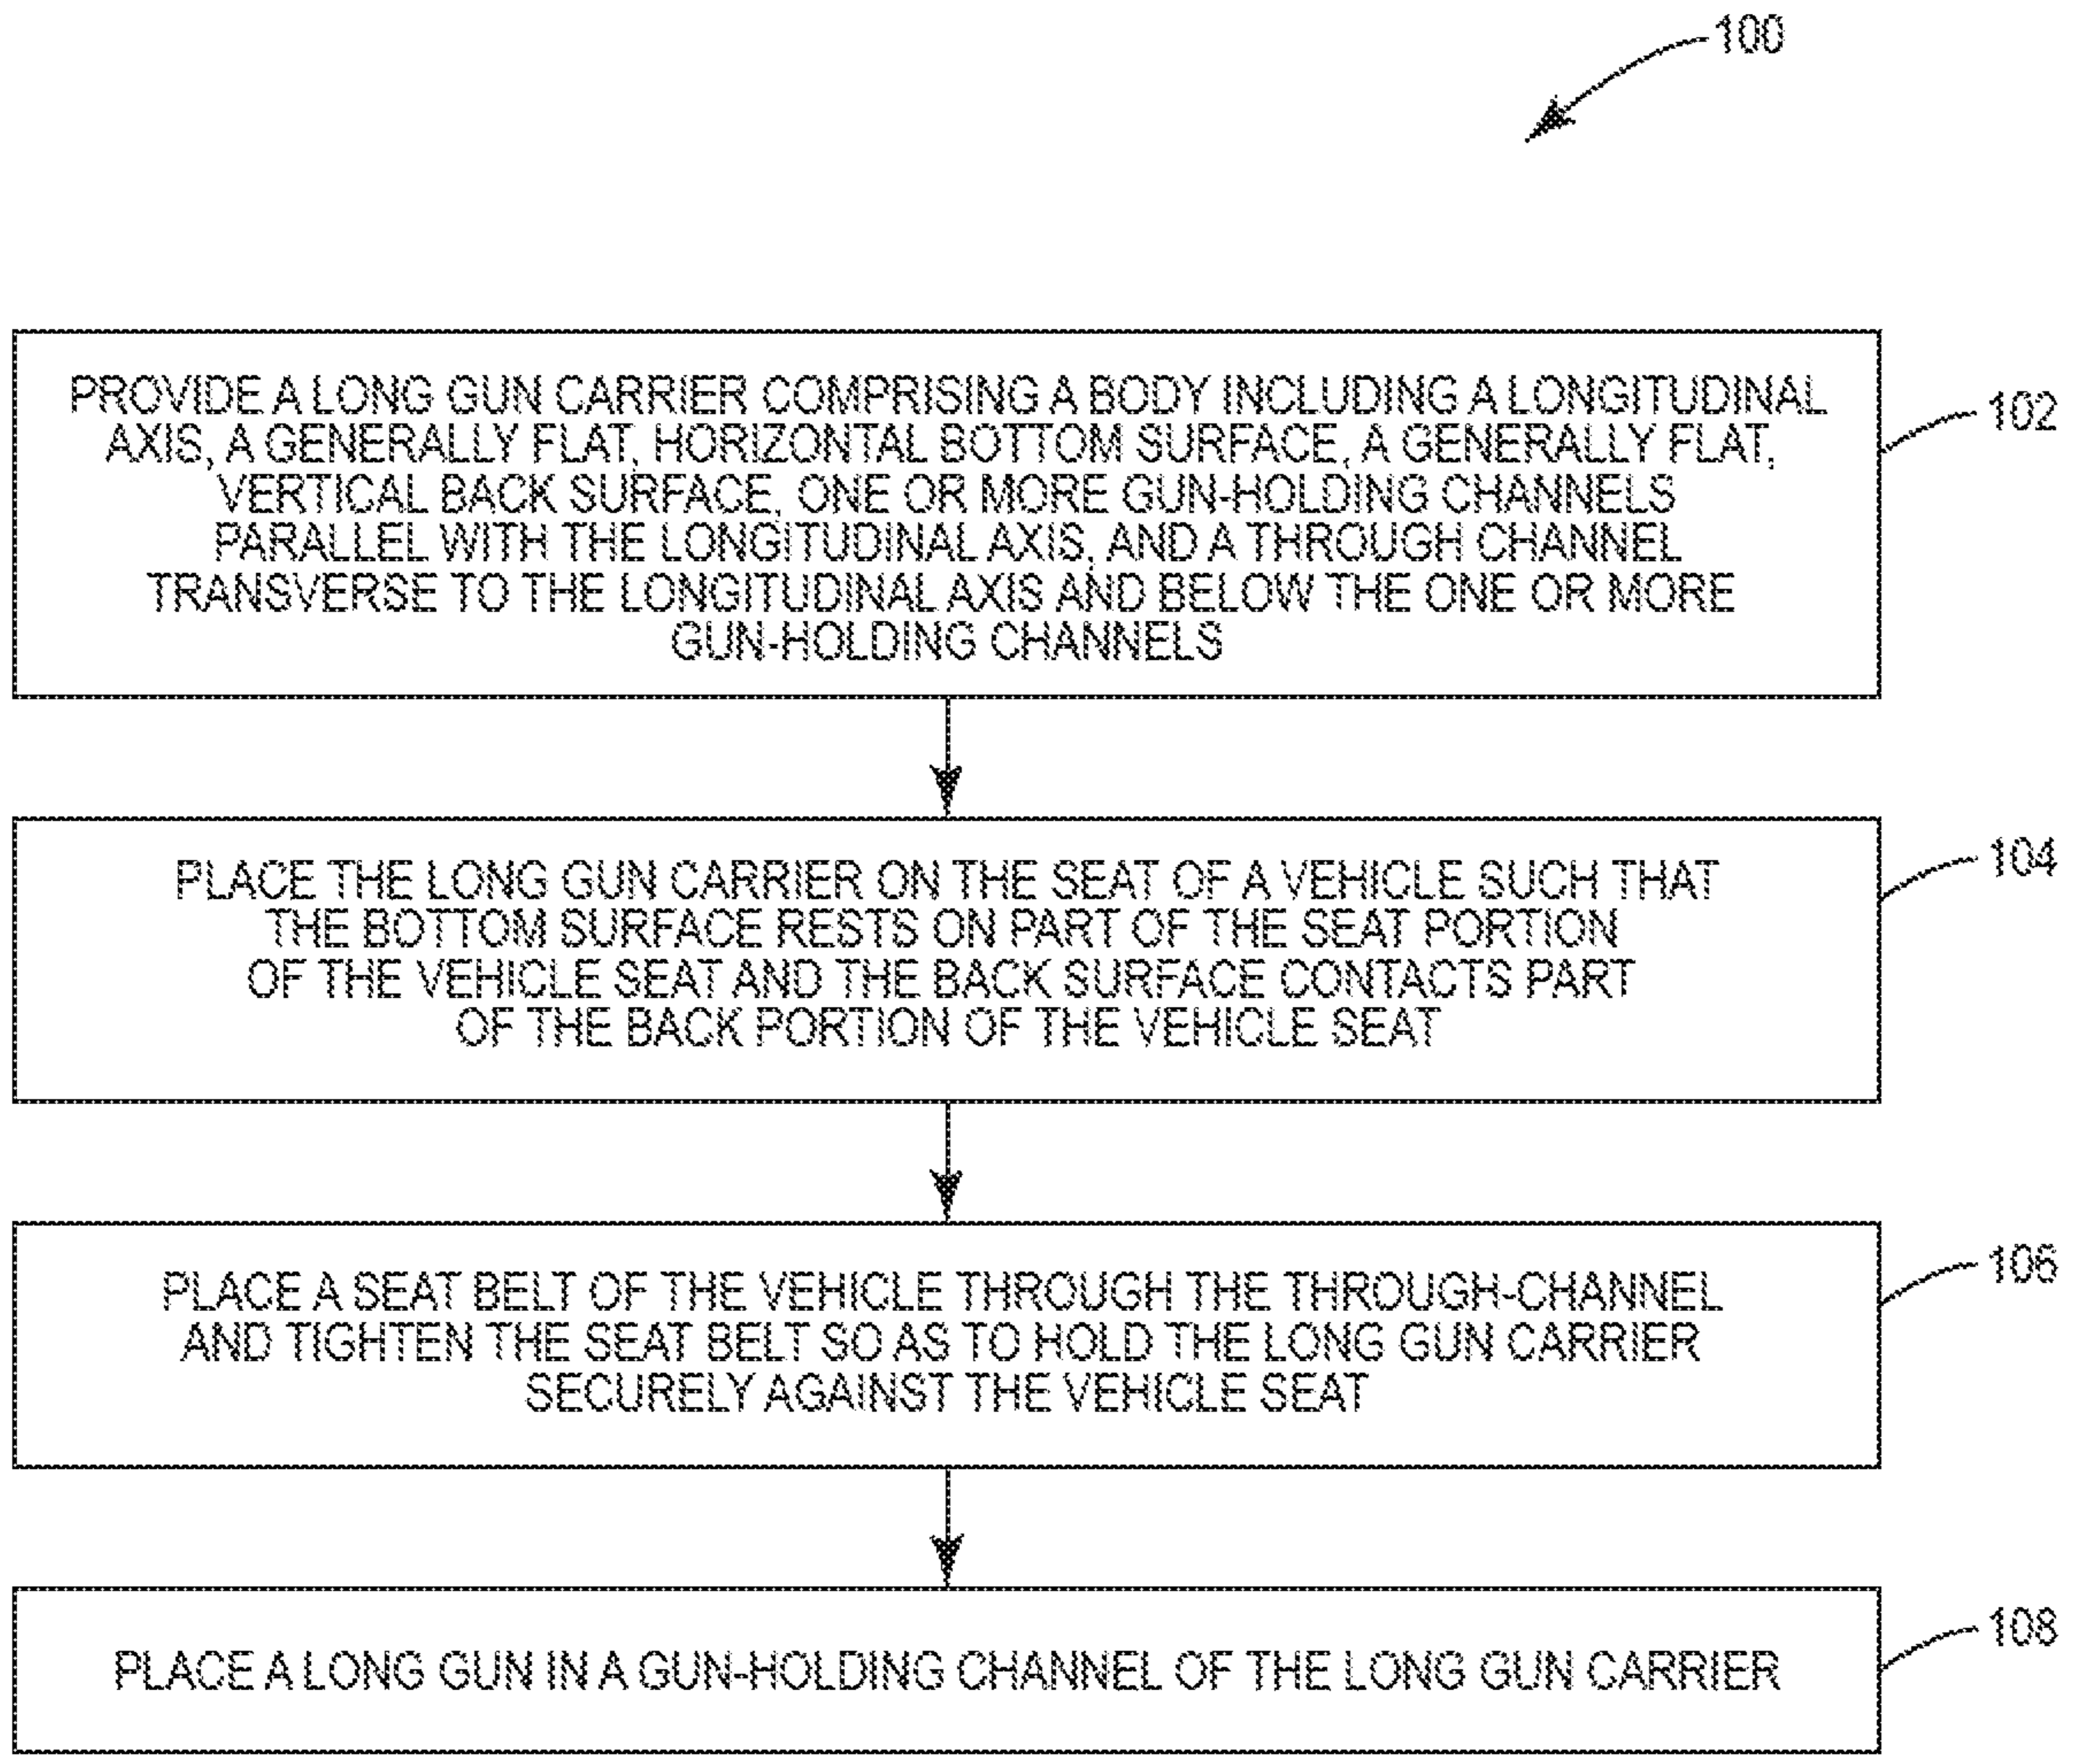 100
PROVIDE A LONG GUN CARRIER COMPRISING A BODY INCLUDING A LONGITUDINAL
AXIS, A GENERALLY FLAT, HORIZONTAL BOTTOM SURFACE, A GENERALLY FLAT,
VERTICAL BACK SURFACE, ONE OR MORE GUN-HOLDING CHANNELS
PARALLEL WITH THE LONGITUDINAL AXIS, AND A THROUGH CHANNEL
TRANSVERSE TO THE LONGITUDINAL AXIS AND BELOW THE ONE OR MORE
GUN-HOLDING CHANNELS
102
PLACE THE LONG GUN CARRIER ON THE SEAT OF A VEHICLE SUCH THAT
THE BOTTOM SURFACE RESTS ON PART OF THE SEAT PORTION
OF THE VEHICLE SEAT AND THE BACK SURFACE CONTACTS PART
OF THE BACK PORTION OF THE VEHICLE SEAT
104
PLACE A SEAT BELT OF THE VEHICLE THROUGH THE THROUGH-CHANNEL
AND TIGHTEN THE SEAT BELT SO AS TO HOLD THE LONG GUN CARRIER
SECURELY AGAINST THE VEHICLE SEAT
106
PLACE A LONG GUN IN A GUN-HOLDING CHANNEL OF THE LONG GUN CARRIER
108